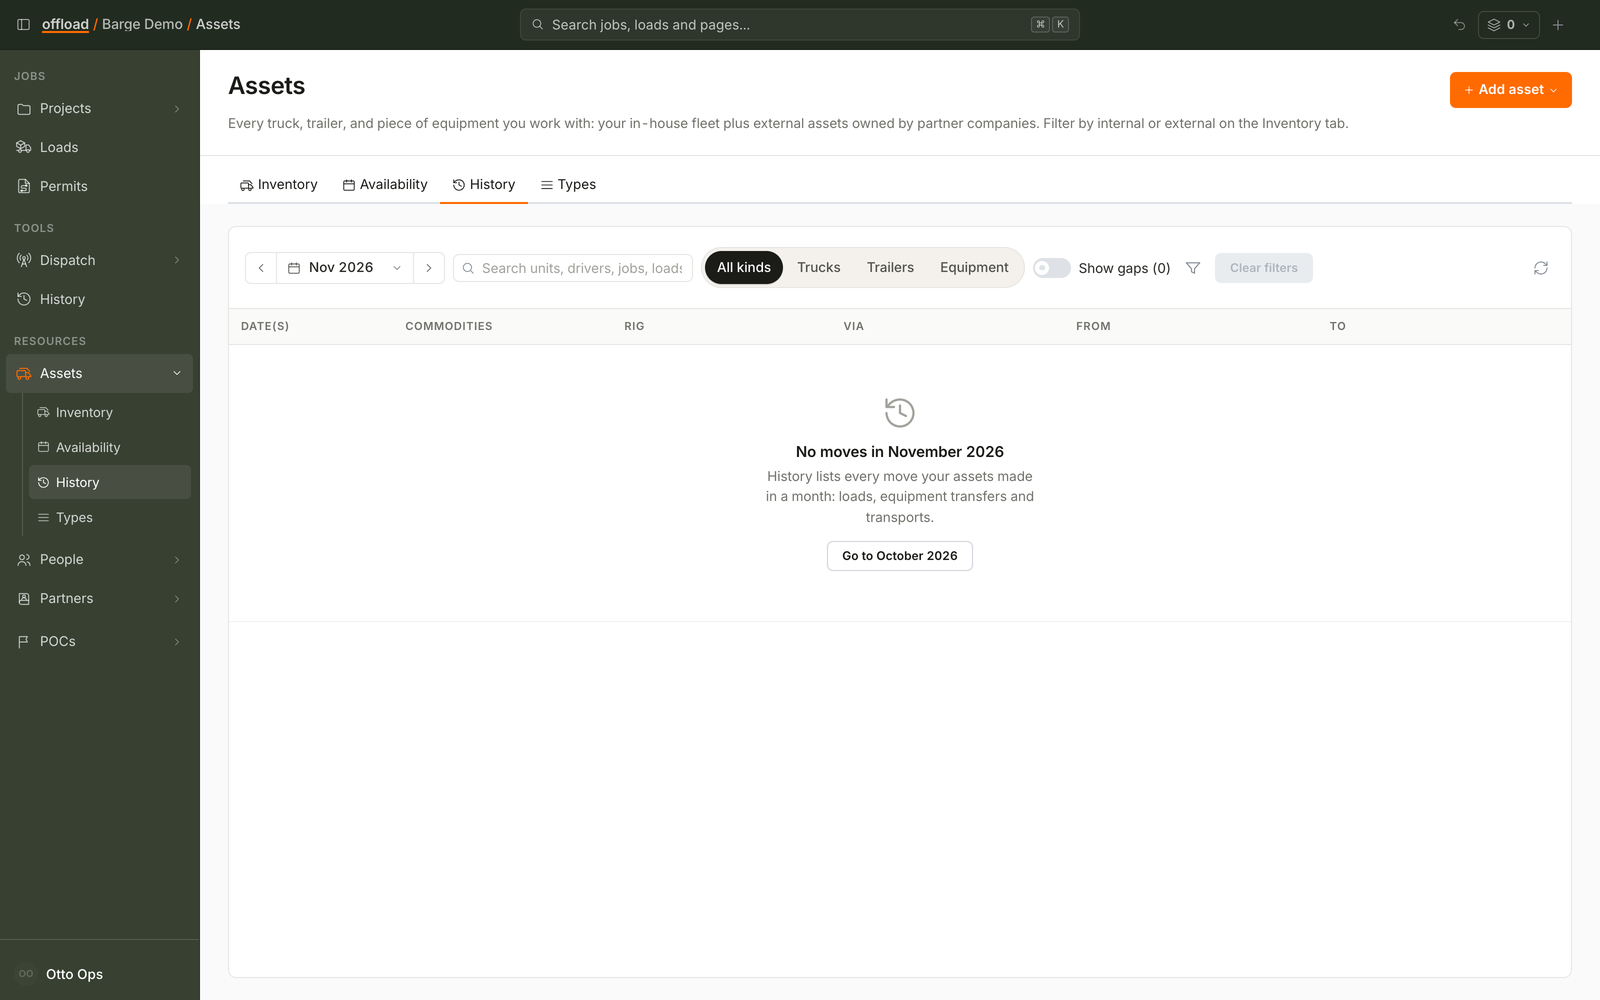 offload / Barge Demo / Assets
Search jobs, loads and pages...
⌘ K
0
JOBS
Projects
Loads
Permits
TOOLS
Dispatch
History
RESOURCES
Assets
Inventory
Availability
History
Types
People
Partners
POCs
OO Otto Ops
Assets
+ Add asset
Every truck, trailer, and piece of equipment you work with: your in-house fleet plus external assets owned by partner companies. Filter by internal or external on the Inventory tab.
Inventory Availability History Types
Nov 2026
Search units, drivers, jobs, loads
All kinds Trucks Trailers Equipment
Show gaps (0)
Clear filters
DATE(S) COMMODITIES RIG VIA FROM TO
No moves in November 2026
History lists every move your assets made
in a month: loads, equipment transfers and
transports.
Go to October 2026